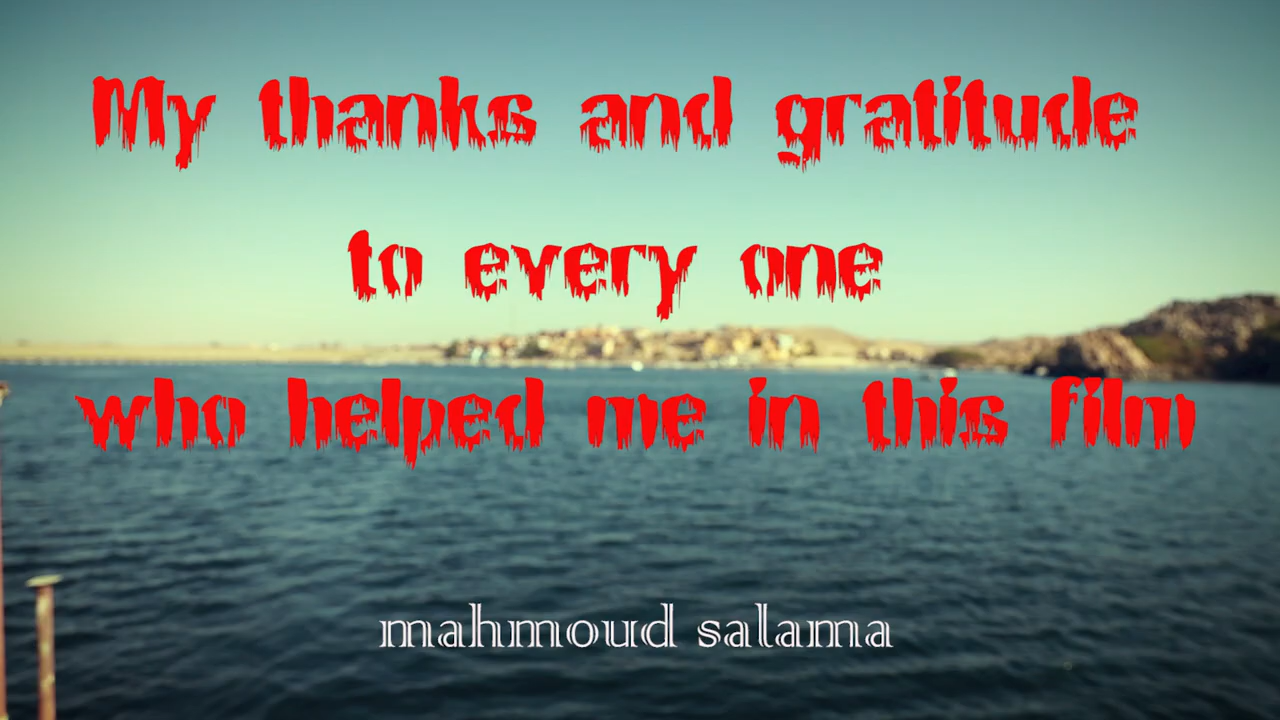 My thanks and gratitude
to every one
who helped me in this film
mahmoud salama